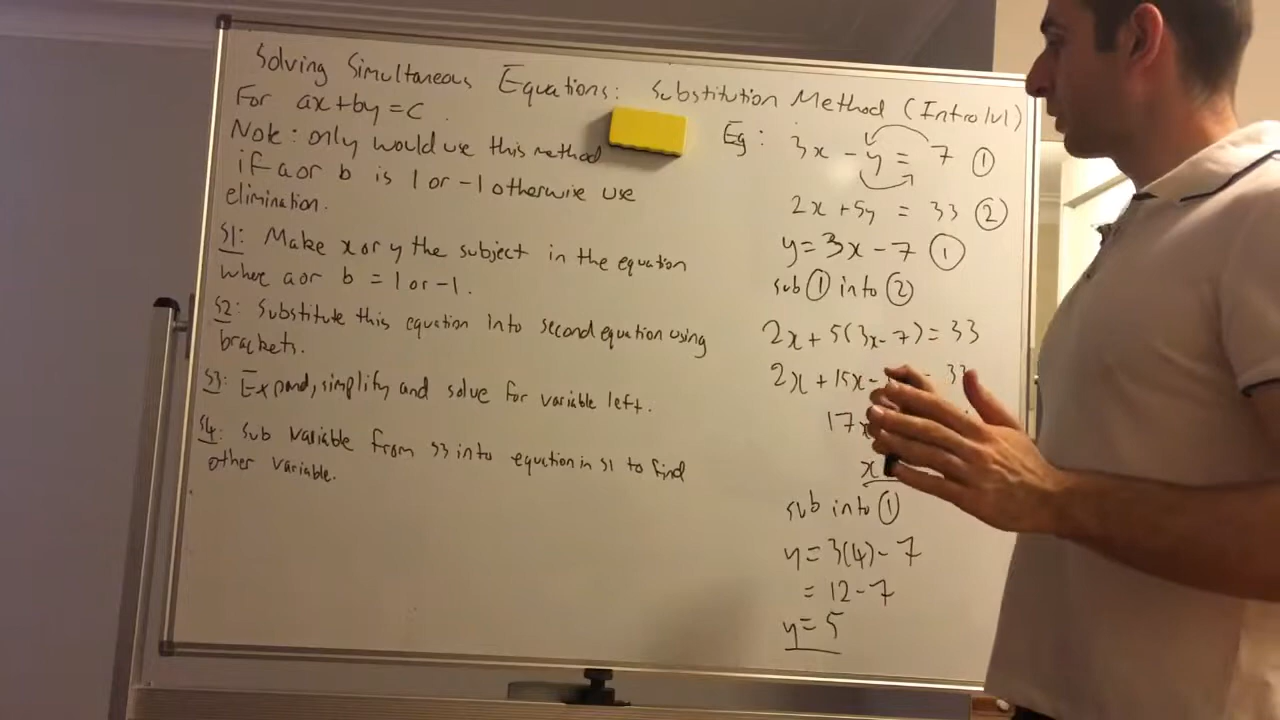 Solving Simultaneous Equations: Substitution Method (Intro lvl)
For ax+by=c
Note: only would use this method
if a or b is 1 or -1 otherwise use
elimination.
S1: Make x or y the subject in the equation
where a or b = 1 or -1.
S2: Substitute this equation into second equation using
brackets.
S3: Expand, simplify and solve for variable left.
S4: Sub variable from S3 into equation in S1 to find
other variable.
Eg: 3x - y = 7 ①
2x + 5y = 33 ②
y = 3x - 7 ①
sub ① into ②
2x + 5(3x - 7) = 33
2x + 15x - = 33
17x
x
sub into ①
y = 3(4) - 7
= 12 - 7
y = 5